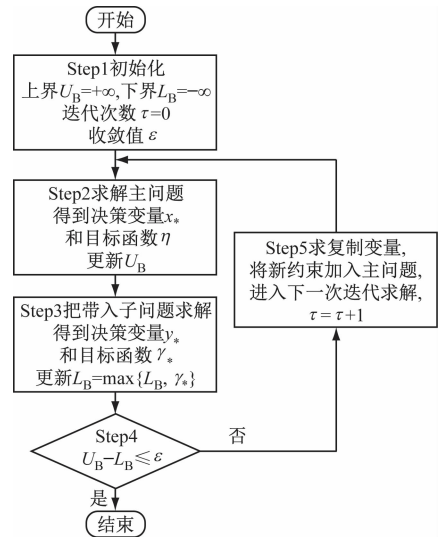 开始
Step1初始化
上界U_B=+∞,下界L_B=−∞
迭代次数 τ=0
收敛值 ε
Step2求解主问题
得到决策变量x*
和目标函数η
更新U_B
Step3把带入子问题求解
得到决策变量y*
和目标函数γ*
更新L_B=max{L_B, γ*}
Step4
U_B−L_B≤ε
否
是
结束
Step5求复制变量,
将新约束加入主问题,
进入下一次迭代求解,
τ=τ+1